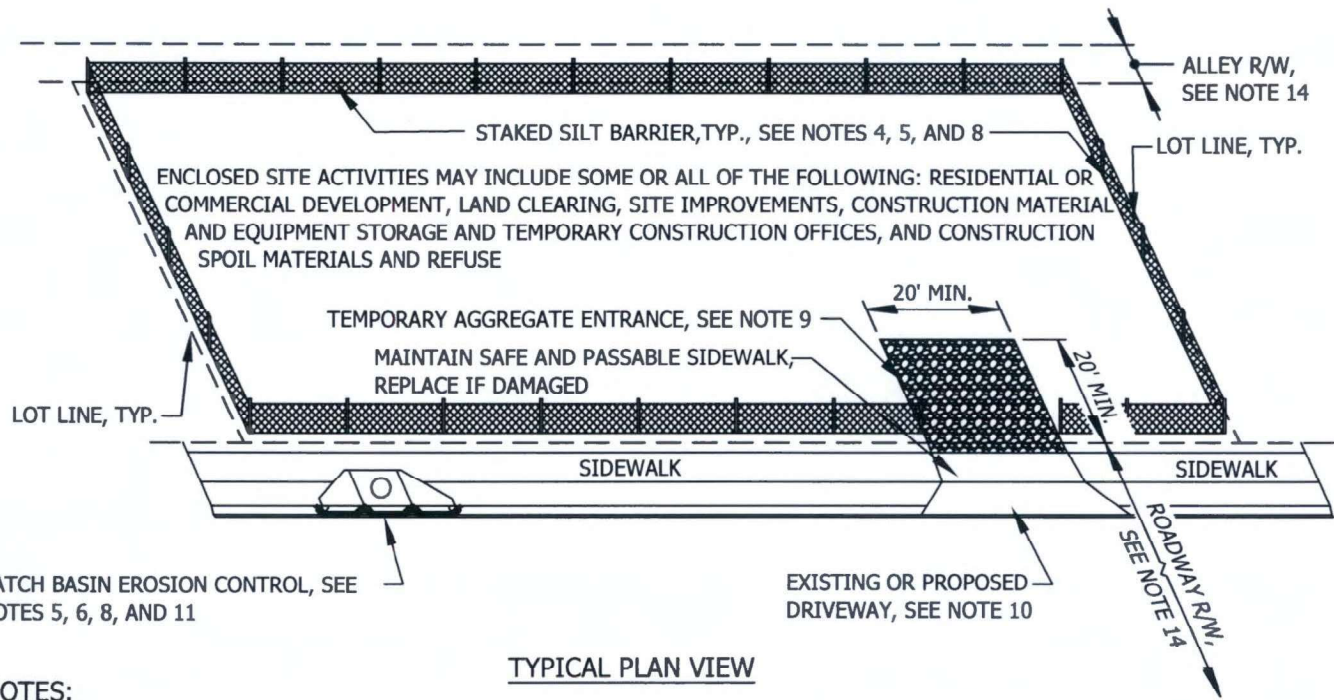 ALLEY R/W,
SEE NOTE 14
STAKED SILT BARRIER,TYP., SEE NOTES 4, 5, AND 8
LOT LINE, TYP.
ENCLOSED SITE ACTIVITIES MAY INCLUDE SOME OR ALL OF THE FOLLOWING: RESIDENTIAL OR
COMMERCIAL DEVELOPMENT, LAND CLEARING, SITE IMPROVEMENTS, CONSTRUCTION MATERIAL
AND EQUIPMENT STORAGE AND TEMPORARY CONSTRUCTION OFFICES, AND CONSTRUCTION
SPOIL MATERIALS AND REFUSE
20' MIN.
TEMPORARY AGGREGATE ENTRANCE, SEE NOTE 9
MAINTAIN SAFE AND PASSABLE SIDEWALK,
REPLACE IF DAMAGED
20' MIN.
LOT LINE, TYP.
SIDEWALK
SIDEWALK
ROADWAY R/W,
SEE NOTE 14
ATCH BASIN EROSION CONTROL, SEE
OTES 5, 6, 8, AND 11
EXISTING OR PROPOSED
DRIVEWAY, SEE NOTE 10
TYPICAL PLAN VIEW
OTES: